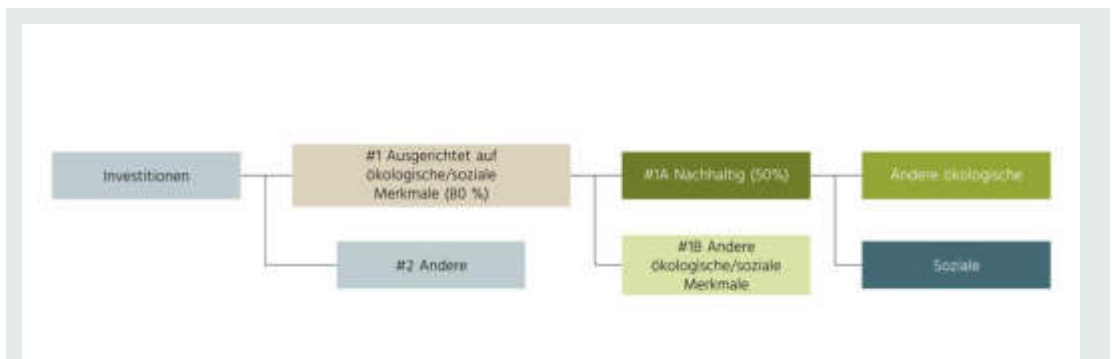 Investitionen
#1 Ausgerichtet auf
ökologische/soziale
Merkmale (80 %)
#1A Nachhaltig (50%)
Andere ökologische
#2 Andere
#1B Andere
ökologische/soziale
Merkmale
Soziale